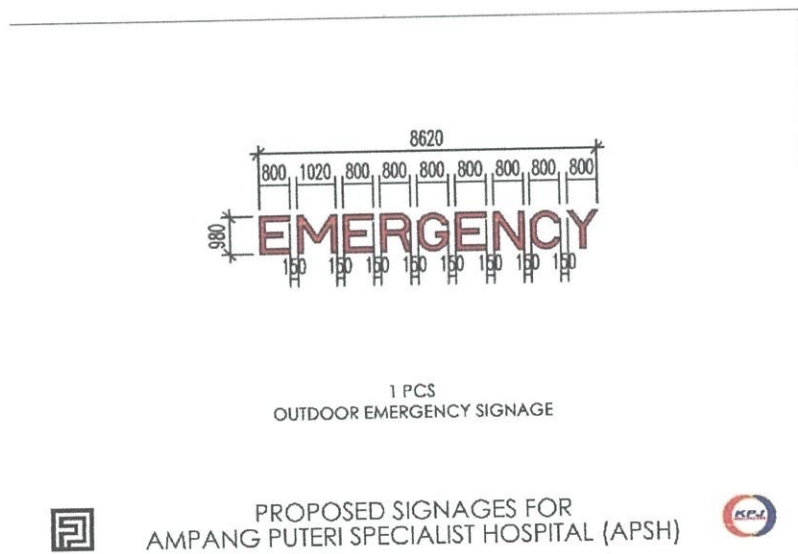 8620
800 1020 800 800 800 800 800 800 800
980
EMERGENCY
150 150 150 150 150 150 150 150
1 PCS
OUTDOOR EMERGENCY SIGNAGE
PROPOSED SIGNAGES FOR
AMPANG PUTERI SPECIALIST HOSPITAL (APSH)
KPJ